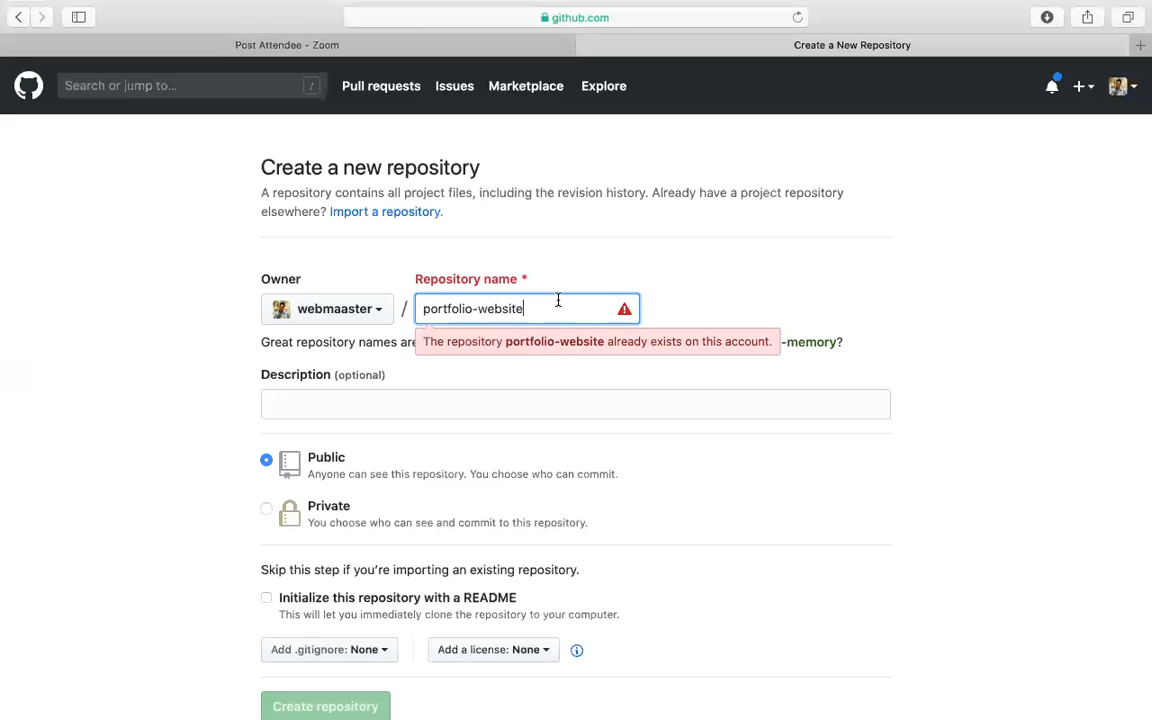 github.com
Post Attendee - Zoom
Create a New Repository
Search or jump to...
/
Pull requests
Issues
Marketplace
Explore
Create a new repository
A repository contains all project files, including the revision history. Already have a project repository
elsewhere? Import a repository.
Owner
Repository name *
webmaaster
/
portfolio-website
Great repository names are
The repository portfolio-website already exists on this account.
-memory?
Description (optional)
Public
Anyone can see this repository. You choose who can commit.
Private
You choose who can see and commit to this repository.
Skip this step if you're importing an existing repository.
Initialize this repository with a README
This will let you immediately clone the repository to your computer.
Add .gitignore: None
Add a license: None
Create repository